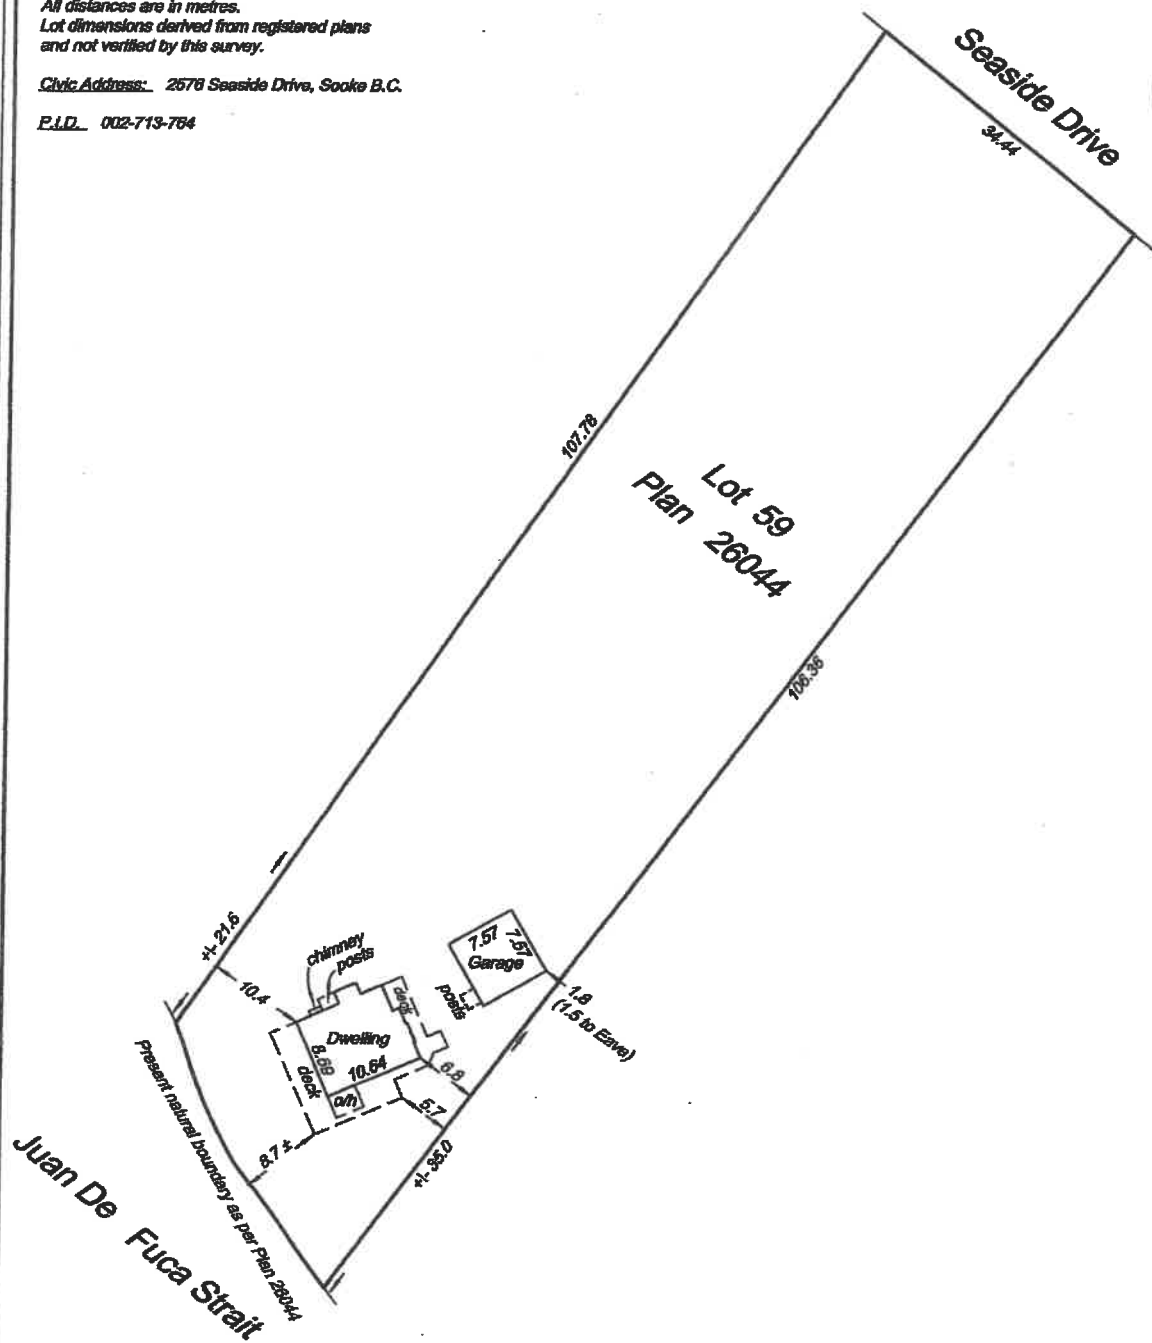 All distances are in metres.
Lot dimensions derived from registered plans
and not verified by this survey.
Civic Address: 2576 Seaside Drive, Sooke B.C.
P.I.D. 002-713-764
Seaside Drive
34.44
107.78
Lot 59
Plan 26044
106.36
+/- 21.6
chimney
posts
10.4
7.57
7.57
Garage
posts
1.8
(1.5 to Eave)
deck
Dwelling
8.69
10.64
deck
o/h
6.8
5.7
8.7 ±
+/- 35.0
Present natural boundary as per Plan 26044
Juan De Fuca Strait